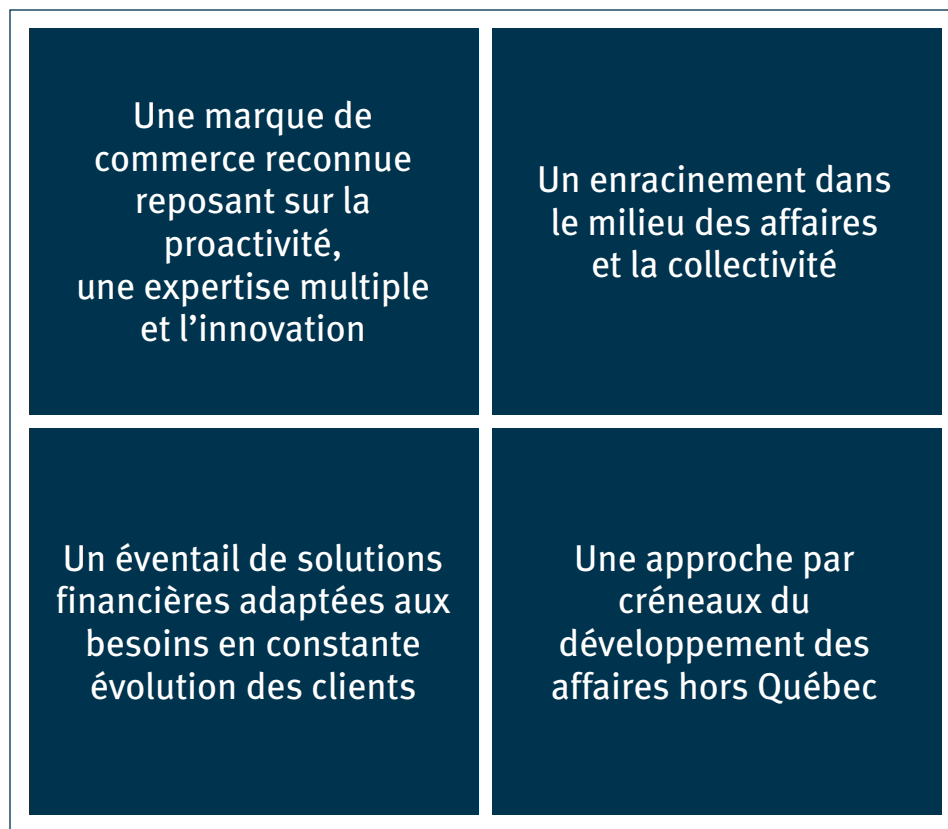 Une marque de
commerce reconnue
reposant sur la
proactivité,
une expertise multiple
et l’innovation
Un enracinement dans
le milieu des affaires
et la collectivité
Un éventail de solutions
financières adaptées aux
besoins en constante
évolution des clients
Une approche par
créneaux du
développement des
affaires hors Québec